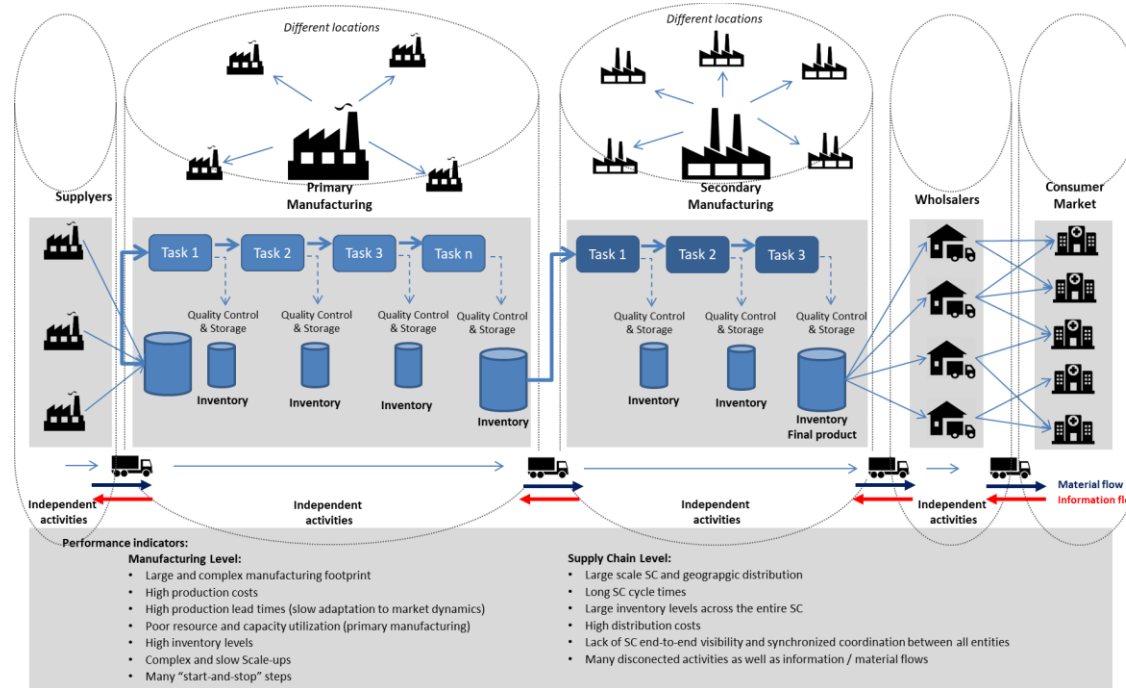 Different locations
Different locations
Supplyers
Primary
Manufacturing
Secondary
Manufacturing
Wholsalers
Consumer
Market
Task 1
Task 2
Task 3
Task n
Task 1
Task 2
Task 3
Quality Control
& Storage
Quality Control
& Storage
Quality Control
& Storage
Quality Control
& Storage
Quality Control
& Storage
Quality Control
& Storage
Quality Control
& Storage
Inventory
Inventory
Inventory
Inventory
Inventory
Inventory
Inventory
Final product
Material flow
Information flo
Independent
activities
Independent
activities
Independent
activities
Independent
activities
Performance indicators:
Manufacturing Level:
• Large and complex manufacturing footprint
• High production costs
• High production lead times (slow adaptation to market dynamics)
• Poor resource and capacity utilization (primary manufacturing)
• High inventory levels
• Complex and slow Scale-ups
• Many “start-and-stop” steps
Supply Chain Level:
• Large scale SC and geograpgic distribution
• Long SC cycle times
• Large inventory levels across the entire SC
• High distribution costs
• Lack of SC end-to-end visibility and synchronized coordination between all entities
• Many disconected activities as well as information / material flows